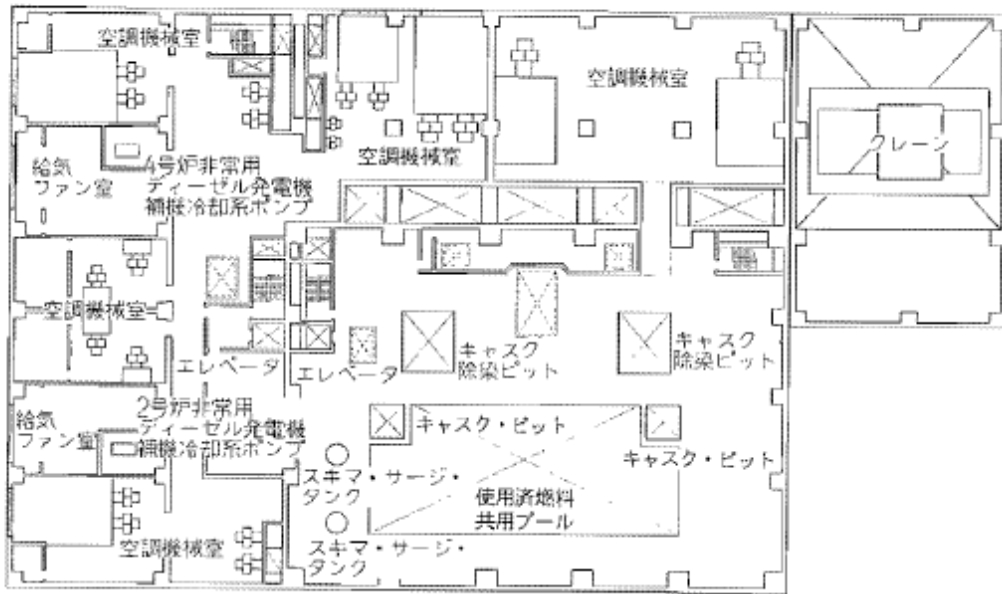 空調機械室
空調機械室
クレーン
空調機械室
給気
ファン室
4号炉非常用
ディーゼル発電機
補機冷却系ポンプ
空調機械室
エレベータ
エレベータ
キャスク
除染ピット
キャスク
除染ピット
給気
ファン室
2号炉非常用
ディーゼル発電機
補機冷却系ポンプ
キャスク・ピット
キャスク・ピット
スキマ・サージ・
タンク
使用済燃料
共用プール
空調機械室
スキマ・サージ・
タンク